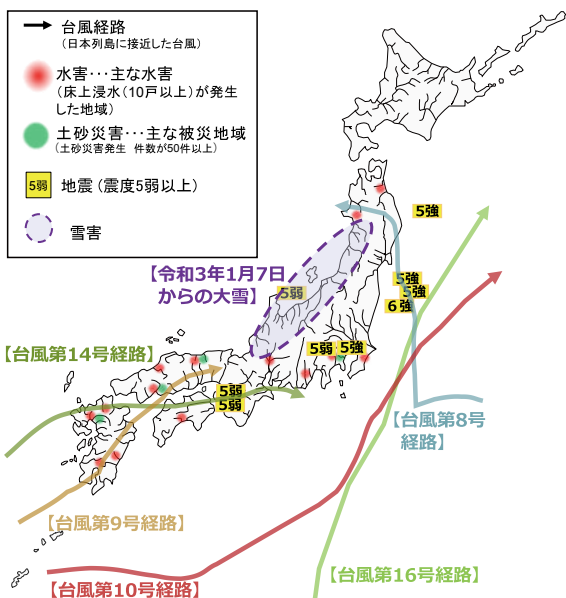 台風経路
（日本列島に接近した台風）
水害･･･主な水害
（床上浸水（10戸以上）が発生
した地域）
土砂災害･･･主な被災地域
（土砂災害発生 件数が50件以上）
5弱 地震（震度5弱以上）
雪害
5強
【令和3年1月7日
からの大雪】
5弱
5強
5強
6強
5弱
5強
【台風第14号経路】
5弱
5弱
【台風第8号
経路】
【台風第9号経路】
【台風第10号経路】
【台風第16号経路】